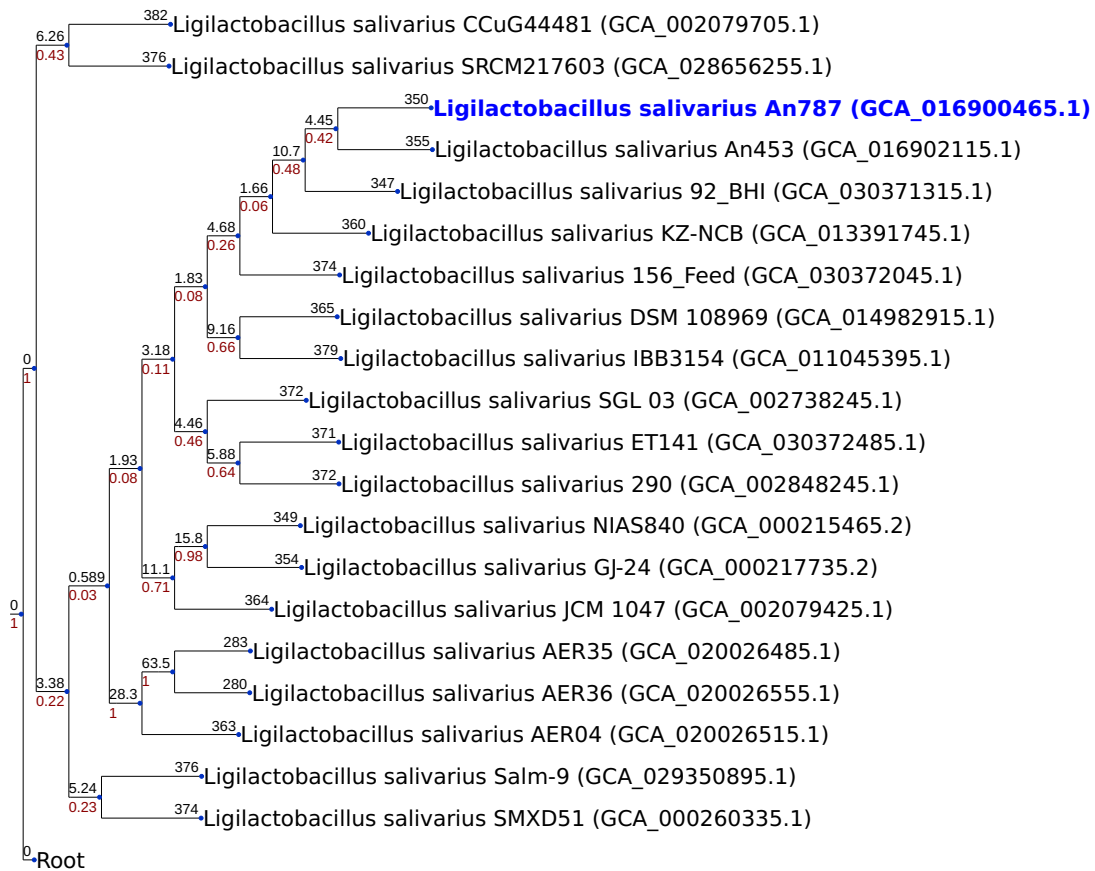 382 Ligilactobacillus salivarius CCuG44481 (GCA_002079705.1)
6.26
0.43
376 Ligilactobacillus salivarius SRCM217603 (GCA_028656255.1)
350 Ligilactobacillus salivarius An787 (GCA_016900465.1)
4.45
0.42
355 Ligilactobacillus salivarius An453 (GCA_016902115.1)
10.7
0.48
347 Ligilactobacillus salivarius 92_BHI (GCA_030371315.1)
1.66
0.06
360 Ligilactobacillus salivarius KZ-NCB (GCA_013391745.1)
4.68
0.26
374 Ligilactobacillus salivarius 156_Feed (GCA_030372045.1)
1.83
0.08
365 Ligilactobacillus salivarius DSM 108969 (GCA_014982915.1)
9.16
0.66
379 Ligilactobacillus salivarius IBB3154 (GCA_011045395.1)
3.18
0.11
0
1
372 Ligilactobacillus salivarius SGL 03 (GCA_002738245.1)
4.46
0.46
371 Ligilactobacillus salivarius ET141 (GCA_030372485.1)
5.88
0.64
1.93
0.08
372 Ligilactobacillus salivarius 290 (GCA_002848245.1)
349 Ligilactobacillus salivarius NIAS840 (GCA_000215465.2)
15.8
0.98
354 Ligilactobacillus salivarius GJ-24 (GCA_000217735.2)
11.1
0.71
0.589
0.03
364 Ligilactobacillus salivarius JCM 1047 (GCA_002079425.1)
0
1
283 Ligilactobacillus salivarius AER35 (GCA_020026485.1)
63.5
1
280 Ligilactobacillus salivarius AER36 (GCA_020026555.1)
3.38
0.22
28.3
1
363 Ligilactobacillus salivarius AER04 (GCA_020026515.1)
376 Ligilactobacillus salivarius Salm-9 (GCA_029350895.1)
5.24
0.23
374 Ligilactobacillus salivarius SMXD51 (GCA_000260335.1)
0 Root